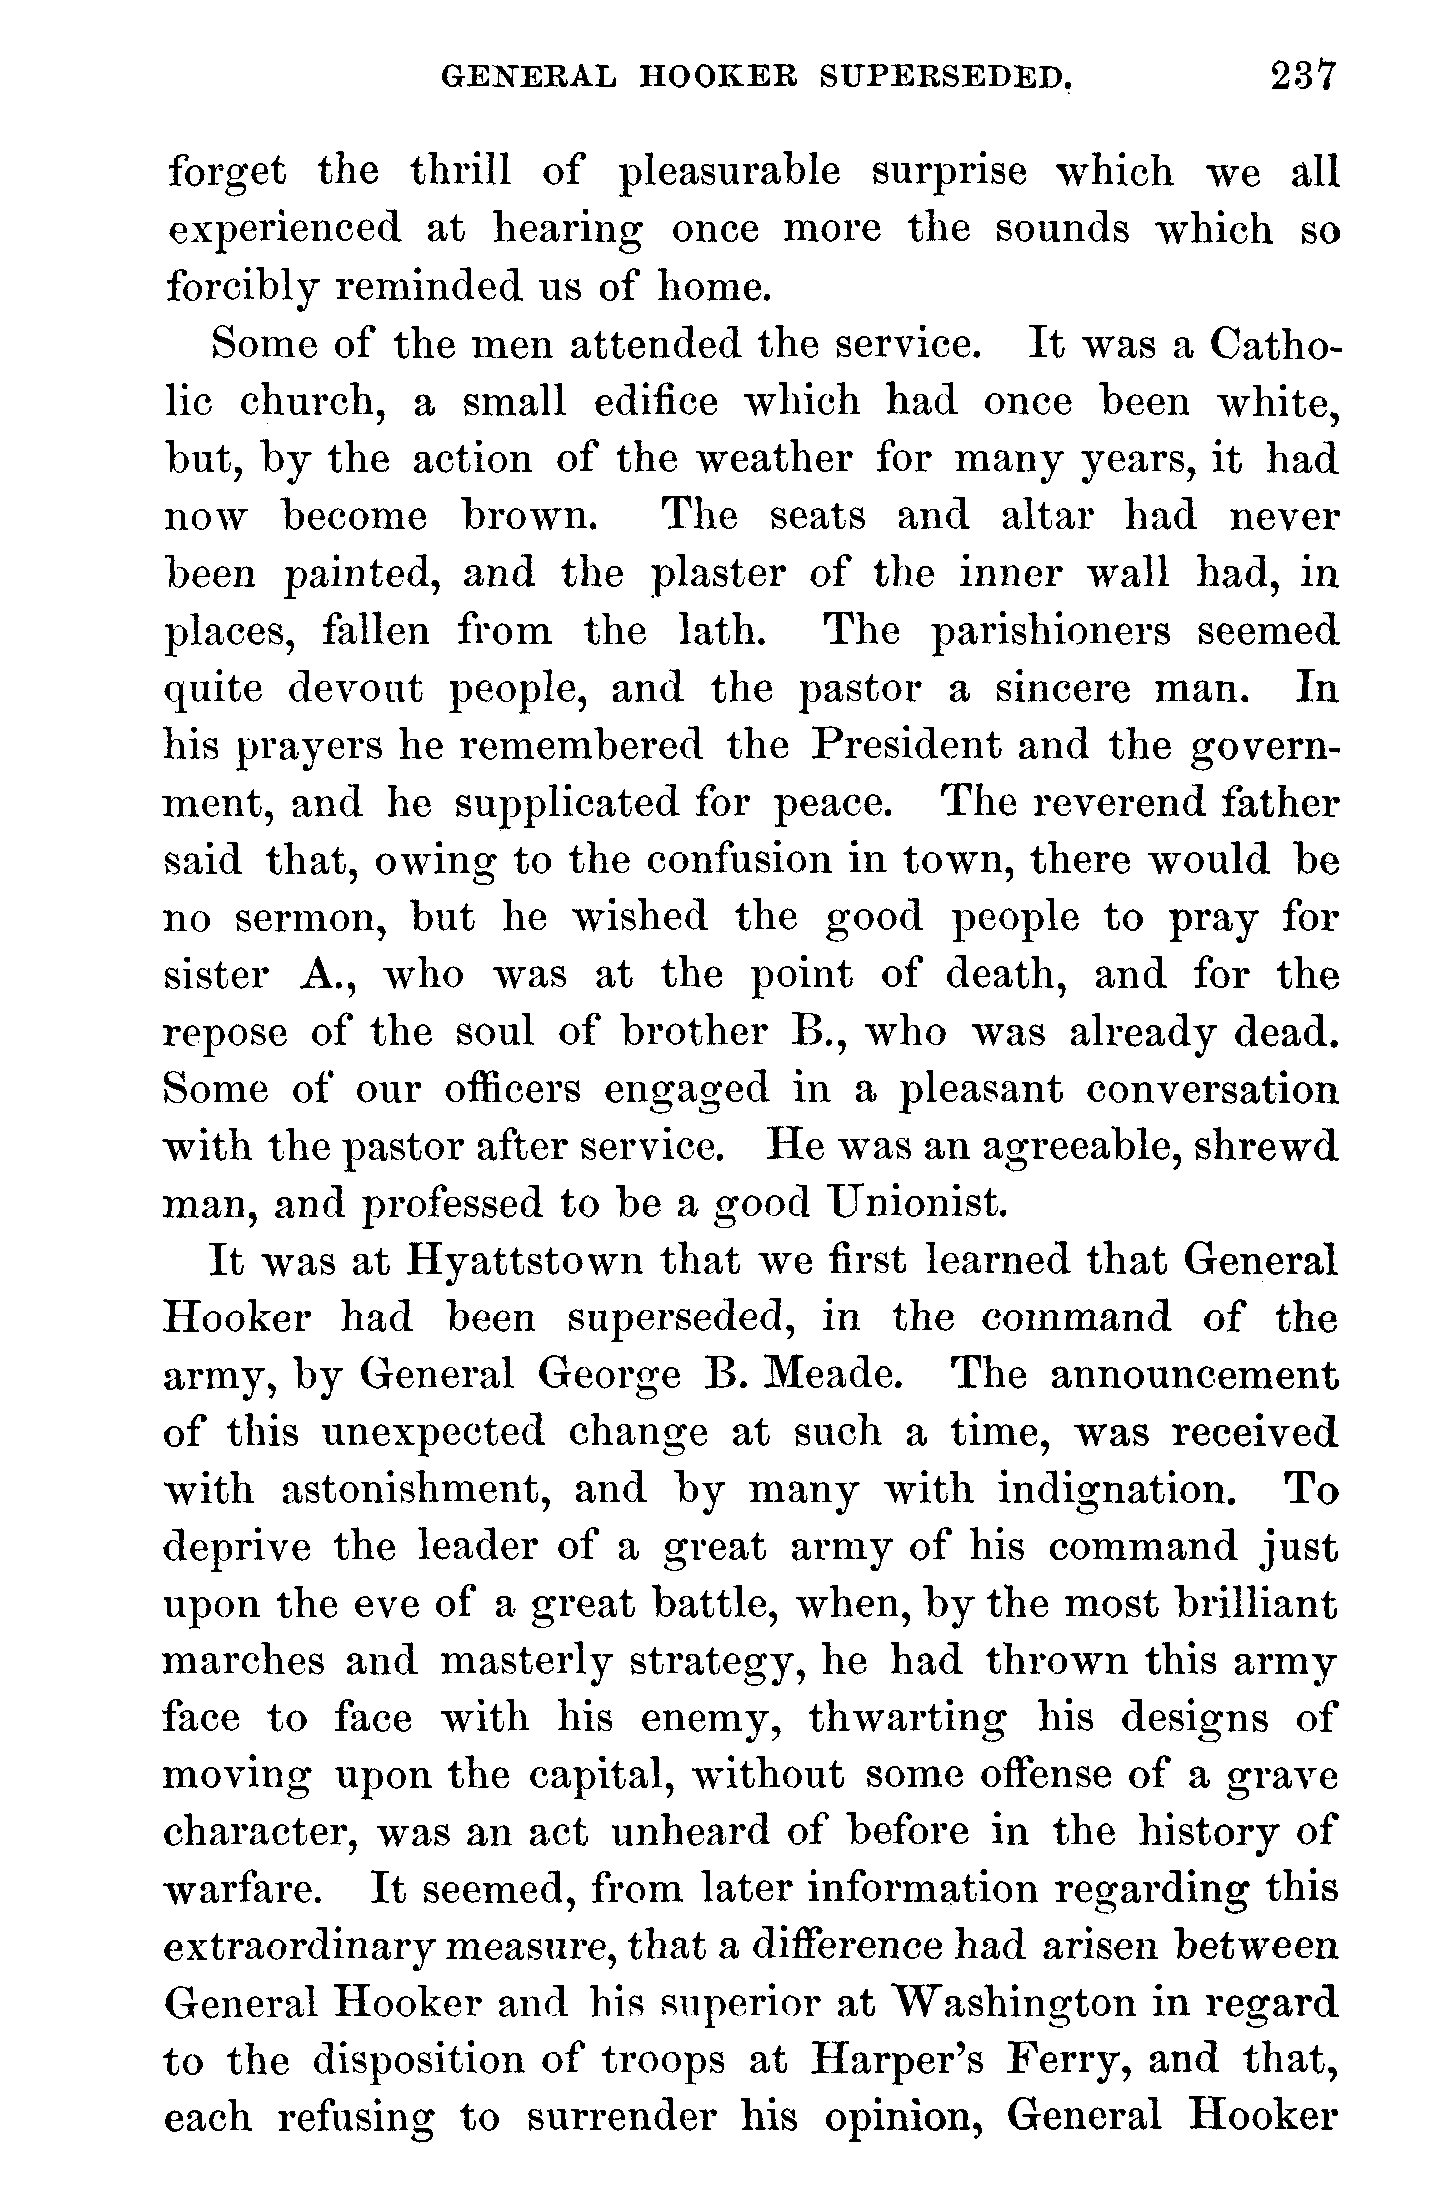 GENERAL HOOKER SUPERSEDED. 237
forget the thrill of pleasurable surprise which we all
experienced at hearing once more the sounds which so
forcibly reminded us of home.
Some of the men attended the service. It was a Catho-
lic church, a small edifice which had once been white,
but, by the action of the weather for many years, it had
now become brown. The seats and altar had never
been painted, and the plaster of the inner wall had, in
places, fallen from the lath. The parishioners seemed
quite devout people, and the pastor a sincere man. In
his prayers he remembered the President and the govern-
ment, and he supplicated for peace. The reverend father
said that, owing to the confusion in town, there would be
no sermon, but he wished the good people to pray for
sister A., who was at the point of death, and for the
repose of the soul of brother B., who was already dead.
Some of our officers engaged in a pleasant conversation
with the pastor after service. He was an agreeable, shrewd
man, and professed to be a good Unionist.
It was at Hyattstown that we first learned that General
Hooker had been superseded, in the command of the
army, by General George B. Meade. The announcement
of this unexpected change at such a time, was received
with astonishment, and by many with indignation. To
deprive the leader of a great army of his command just
upon the eve of a great battle, when, by the most brilliant
marches and masterly strategy, he had thrown this army
face to face with his enemy, thwarting his designs of
moving upon the capital, without some offense of a grave
character, was an act unheard of before in the history of
warfare. It seemed, from later information regarding this
extraordinary measure, that a difference had arisen between
General Hooker and his superior at Washington in regard
to the disposition of troops at Harper's Ferry, and that,
each refusing to surrender his opinion, General Hooker